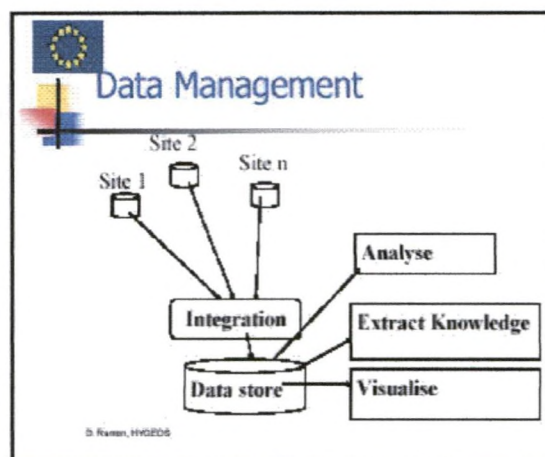 Data Management
Site 1
Site 2
Site n
Integration
Data store
Analyse
Extract Knowledge
Visualise
D. Ramon, HYGEOS